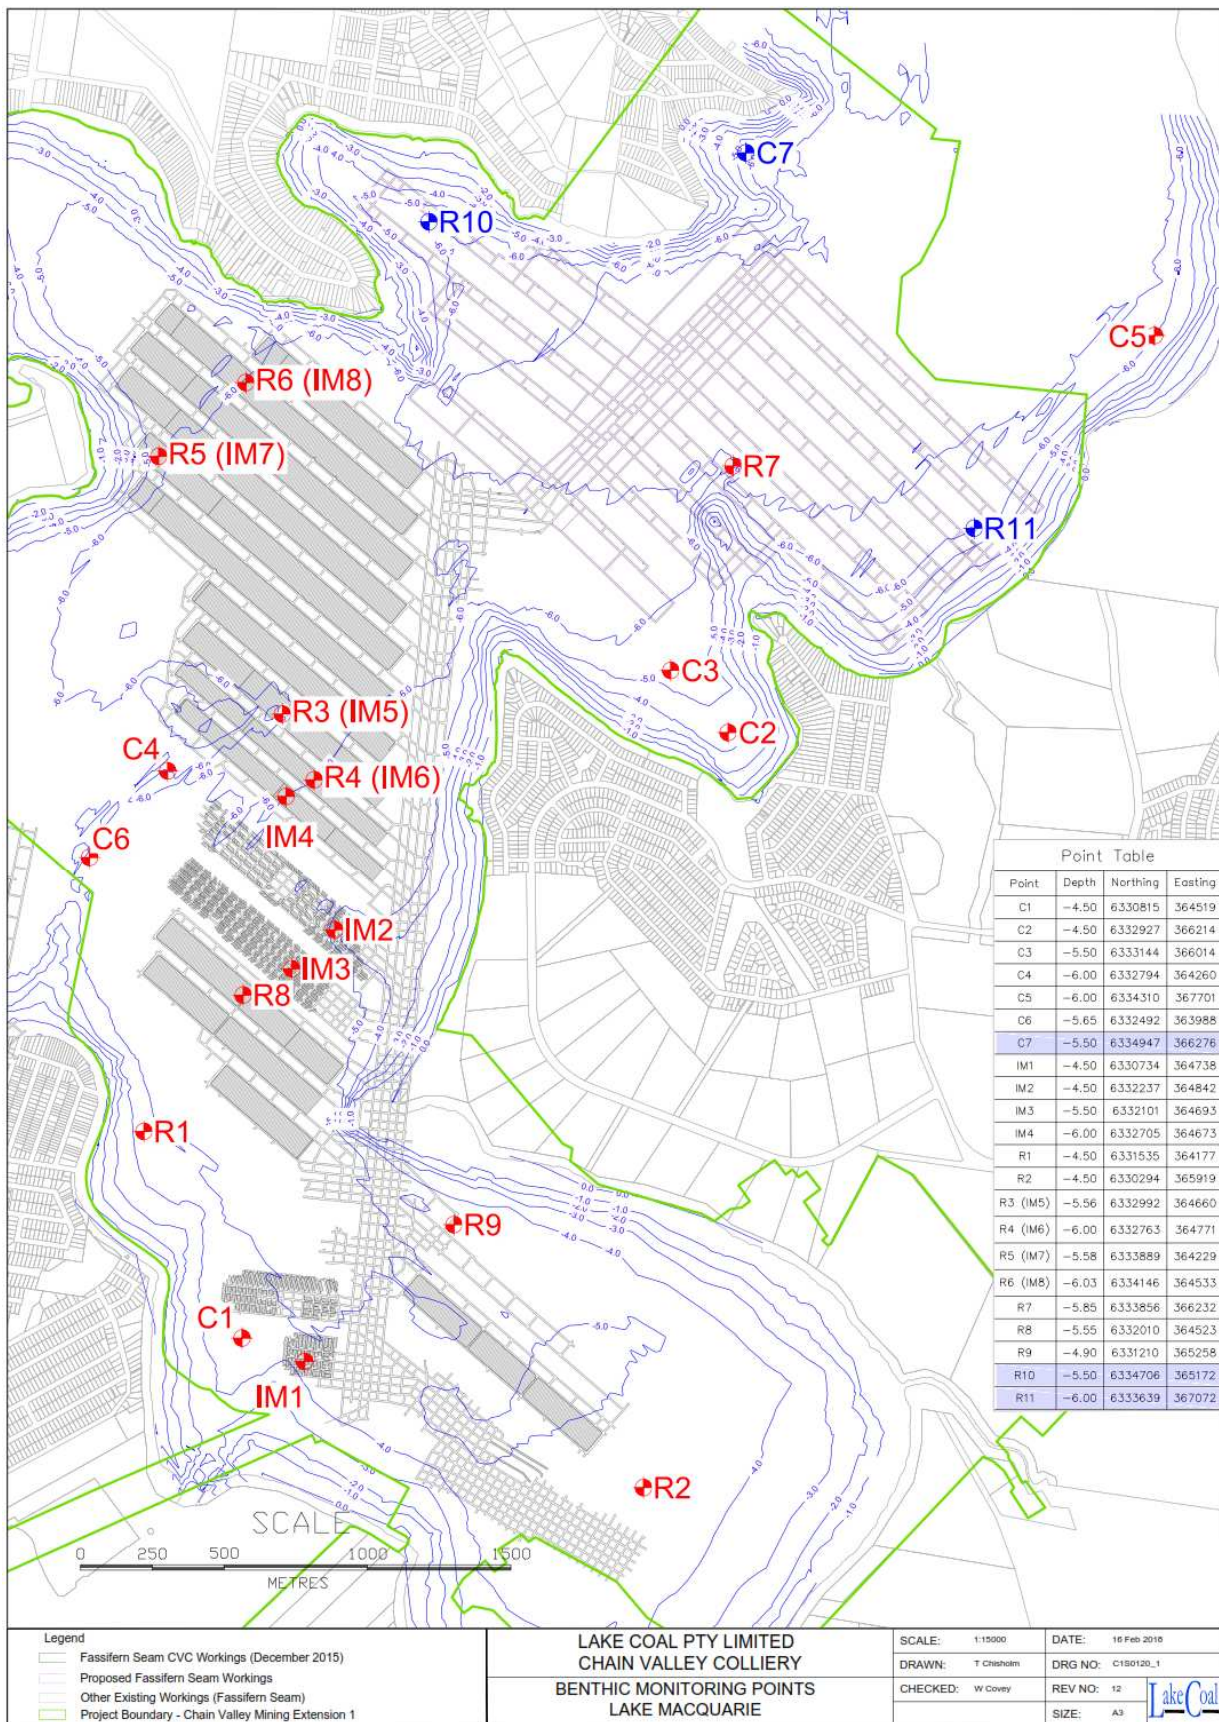 C7
R10
C5
R6 (IM8)
R5 (IM7)
R7
R11
C3
R3 (IM5)
C2
C4
R4 (IM6)
IM4
C6
IM2
IM3
R8
R1
R9
C1
IM1
R2
Point Table
Point Depth Northing Easting
C1 -4.50 6330815 364519
C2 -4.50 6332927 366214
C3 -5.50 6333144 366014
C4 -6.00 6332794 364260
C5 -6.00 6334310 367701
C6 -5.65 6332492 363988
C7 -5.50 6334947 366276
IM1 -4.50 6330734 364738
IM2 -4.50 6332237 364842
IM3 -5.50 6332101 364693
IM4 -6.00 6332705 364673
R1 -4.50 6331535 364177
R2 -4.50 6330294 365919
R3 (IM5) -5.56 6332992 364660
R4 (IM6) -6.00 6332763 364771
R5 (IM7) -5.58 6333889 364229
R6 (IM8) -6.03 6334146 364533
R7 -5.85 6333856 366232
R8 -5.55 6332010 364523
R9 -4.90 6331210 365258
R10 -5.50 6334706 365172
R11 -6.00 6333639 367072
SCALE
0 250 500 1000 1500
METRES
Legend
Fassifern Seam CVC Workings (December 2015)
Proposed Fassifern Seam Workings
Other Existing Workings (Fassifern Seam)
Project Boundary - Chain Valley Mining Extension 1
LAKE COAL PTY LIMITED
CHAIN VALLEY COLLIERY
BENTHIC MONITORING POINTS
LAKE MACQUARIE
SCALE: 1:15000
DATE: 16 Feb 2016
DRAWN: T Chisholm
DRG NO: C1S0120_1
CHECKED: W Covey
REV NO: 12
SIZE: A3
Lake Coal